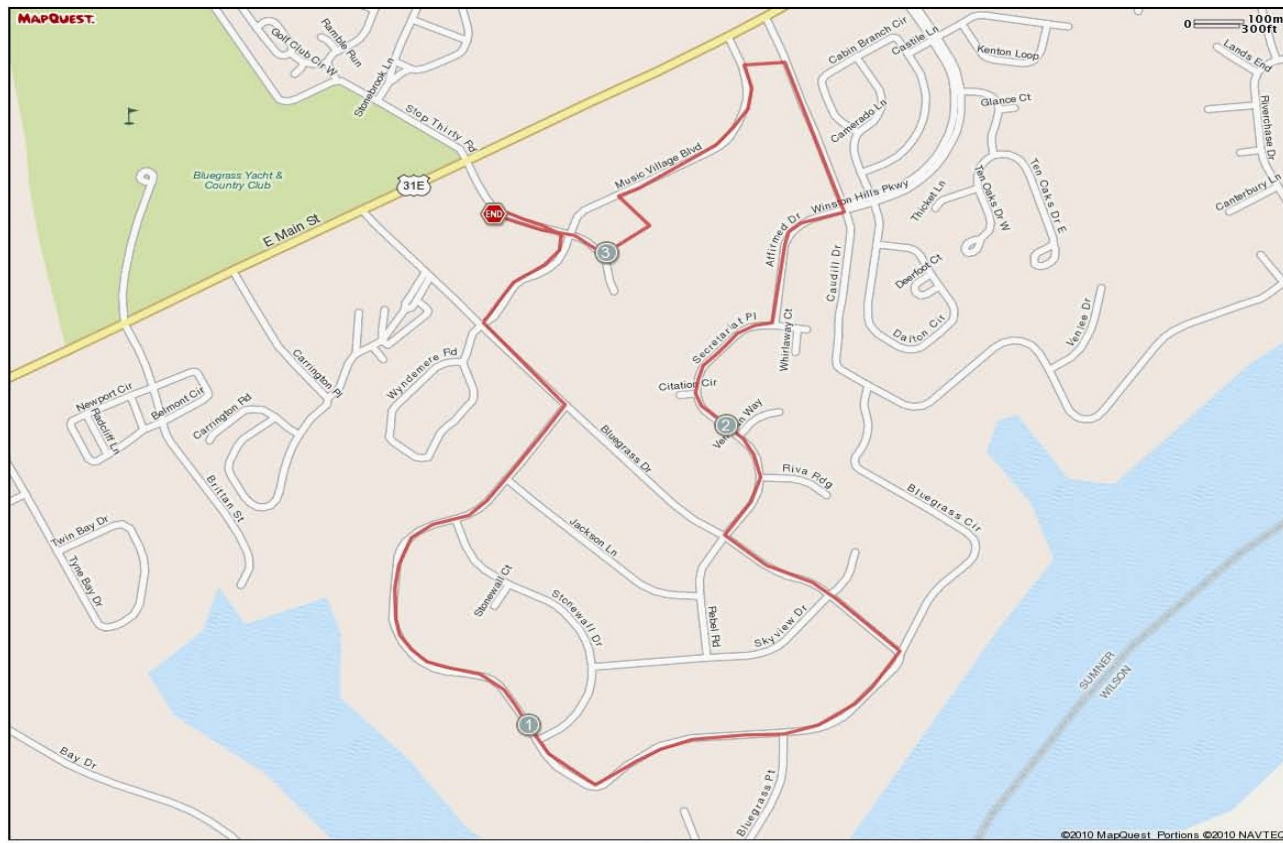 MAPQUEST.
0 100m
300ft
Golf Club Cir W
Ramble Run
Stonebrook Ln
Stop Thirty Rd
Cabin Branch Cir
Castile Ln
Kenton Loop
Lands End
Riverchase Dr
Glance Ct
Camerado Ln
Bluegrass Yacht &
Country Club
31E
Music Village Blvd
Winston Hills Pkwy
Thicket Ln
Ten Oaks Dr W
Ten Oaks Dr E
Canterbury Ln
END
E Main St
Affirmed Dr
3
Caudill Dr
Deerfoot Ct
Dalton Cir
Venlee Dr
Secretariat Pl
Whirlaway Ct
Carrington Pl
Wyndemere Rd
Newport Cir
Radcliff Ln
Belmont Cir
Carrington Rd
Citation Cir
2
Way
Bluegrass Dr
Riva Rdg
Brittan St
Bluegrass Cir
Twin Bay Dr
Tyne Bay Dr
Jackson Ln
Stonewall Ct
Stonewall Dr
Rebel Rd
Skyview Dr
SUMNER
WILSON
1
Bay Dr
Bluegrass Pt
©2010 MapQuest Portions ©2010 NAVTEQ